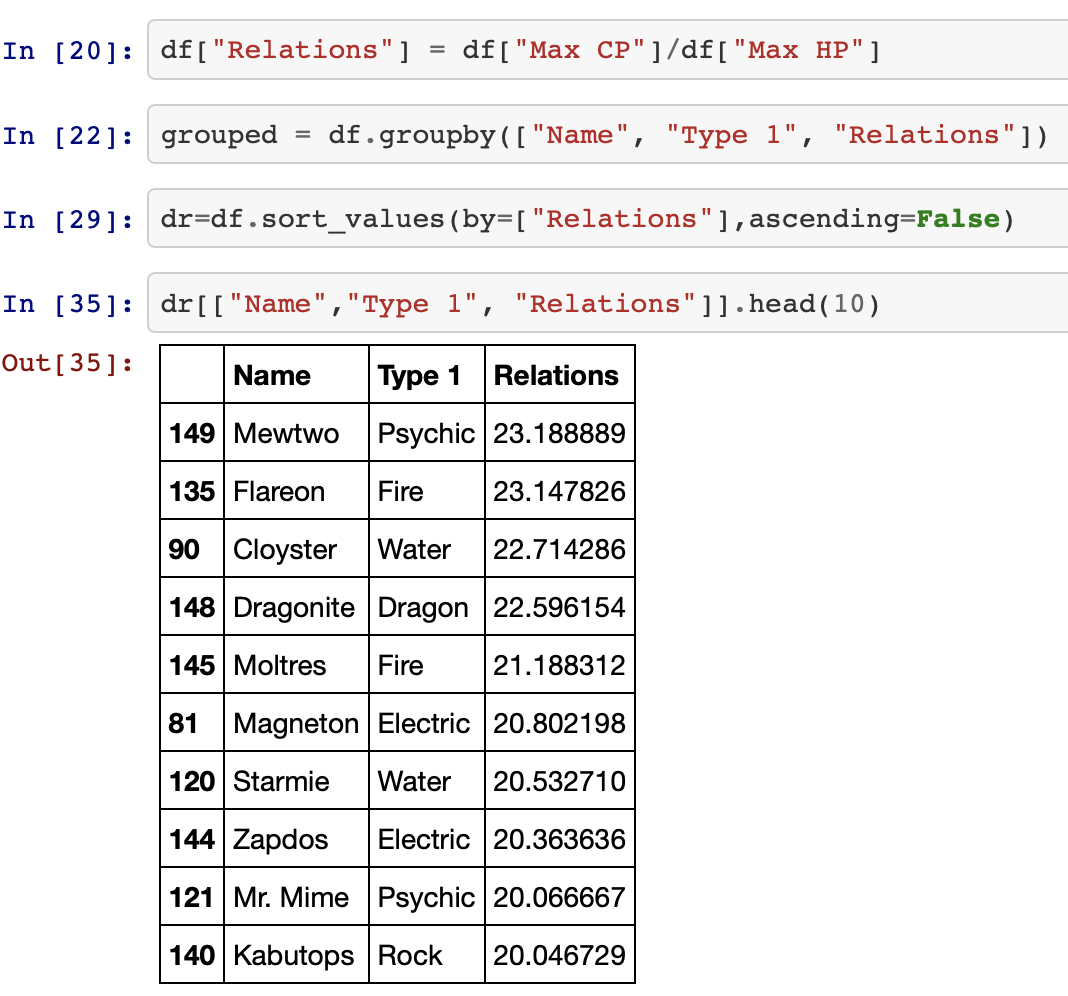 In [20]: df["Relations"] = df["Max CP"]/df["Max HP"]
In [22]: grouped = df.groupby(["Name", "Type 1", "Relations"])
In [29]: dr=df.sort_values(by=["Relations"],ascending=False)
In [35]: dr[["Name","Type 1", "Relations"]].head(10)
Out[35]:
Name Type 1 Relations
149 Mewtwo Psychic 23.188889
135 Flareon Fire 23.147826
90 Cloyster Water 22.714286
148 Dragonite Dragon 22.596154
145 Moltres Fire 21.188312
81 Magneton Electric 20.802198
120 Starmie Water 20.532710
144 Zapdos Electric 20.363636
121 Mr. Mime Psychic 20.066667
140 Kabutops Rock 20.046729